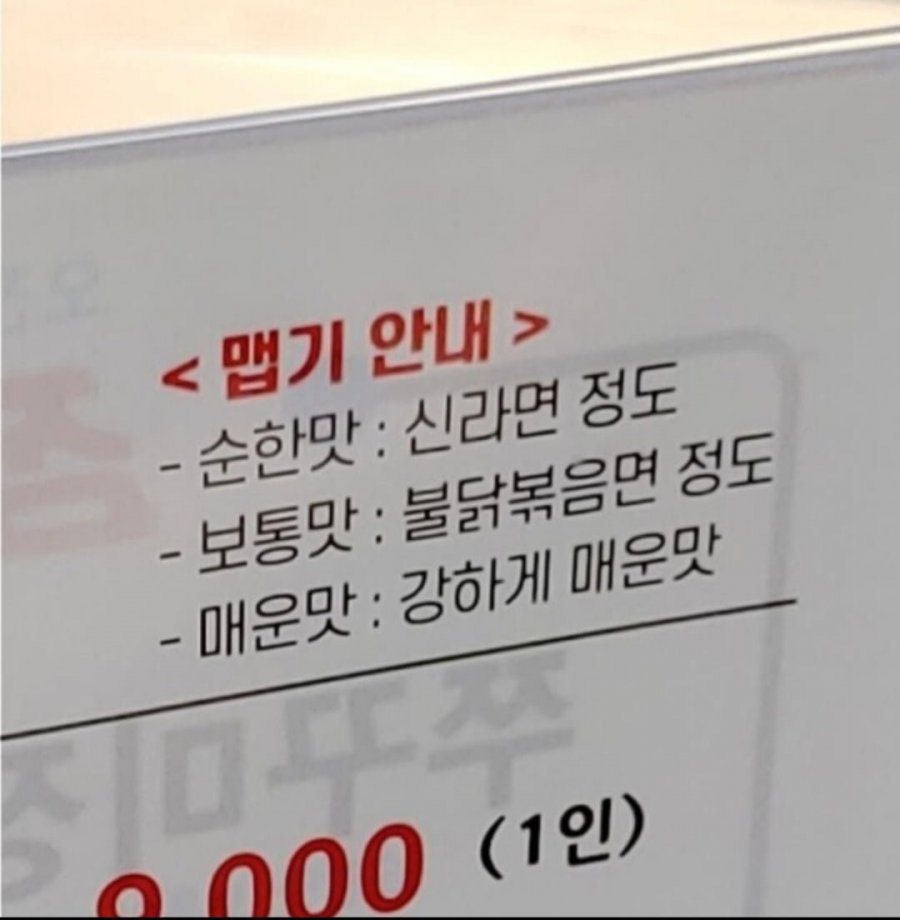 < 맵기 안내 >
- 순한맛 : 신라면 정도
- 보통맛 : 불닭볶음면 정도
- 매운맛 : 강하게 매운맛
(1인)